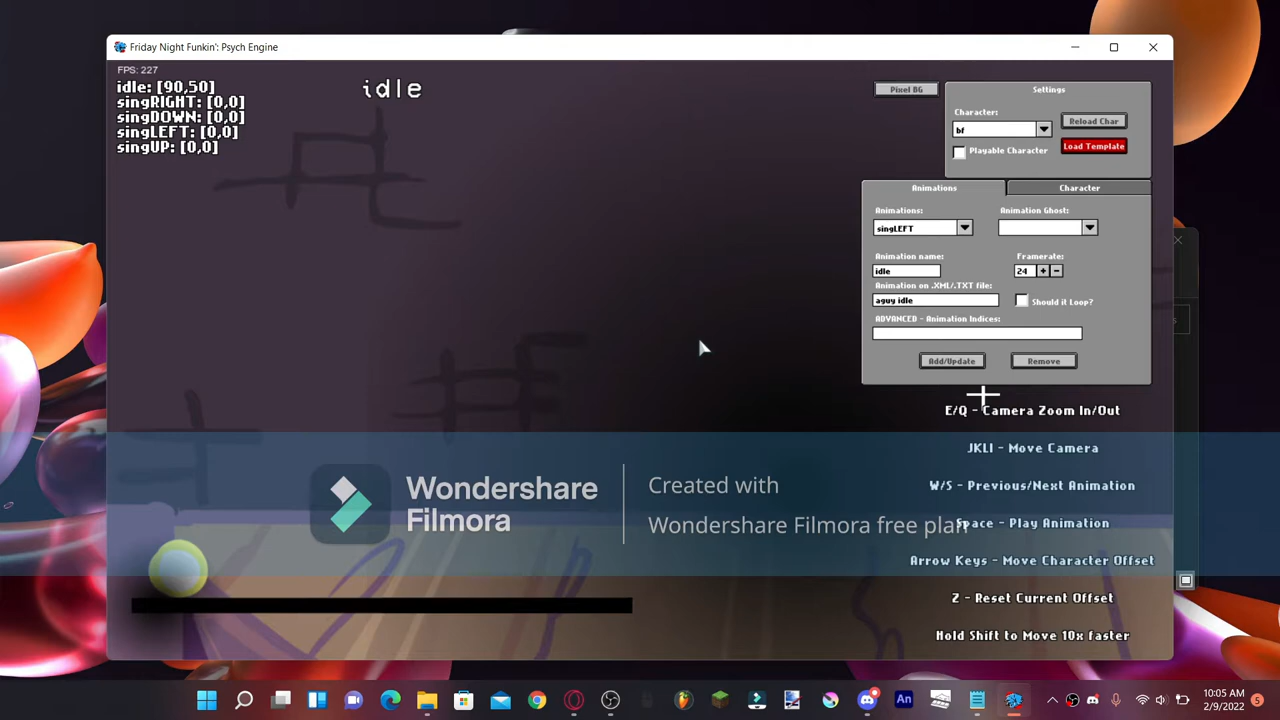 Friday Night Funkin': Psych Engine
FPS: 227
idle: [90,50]
singRIGHT: [0,0]
singDOWN: [0,0]
singLEFT: [0,0]
singUP: [0,0]
idle
Pixel BG
Settings
Character:
bf
Reload Char
Playable Character
Load Template
Animations
Character
Animations:
Animation Ghost:
singLEFT
Animation name:
Framerate:
idle
24
+
-
Animation on .XML/.TXT file:
aguy idle
Should it Loop?
ADVANCED - Animation Indices:
Add/Update
Remove
E/Q - Camera Zoom In/Out
JKLI - Move Camera
W/S - Previous/Next Animation
Space - Play Animation
Arrow Keys - Move Character Offset
Z - Reset Current Offset
Hold Shift to Move 10x faster
Wondershare
Filmora
Created with
Wondershare Filmora free plan
s
An
10:05 AM
2/9/2022
5